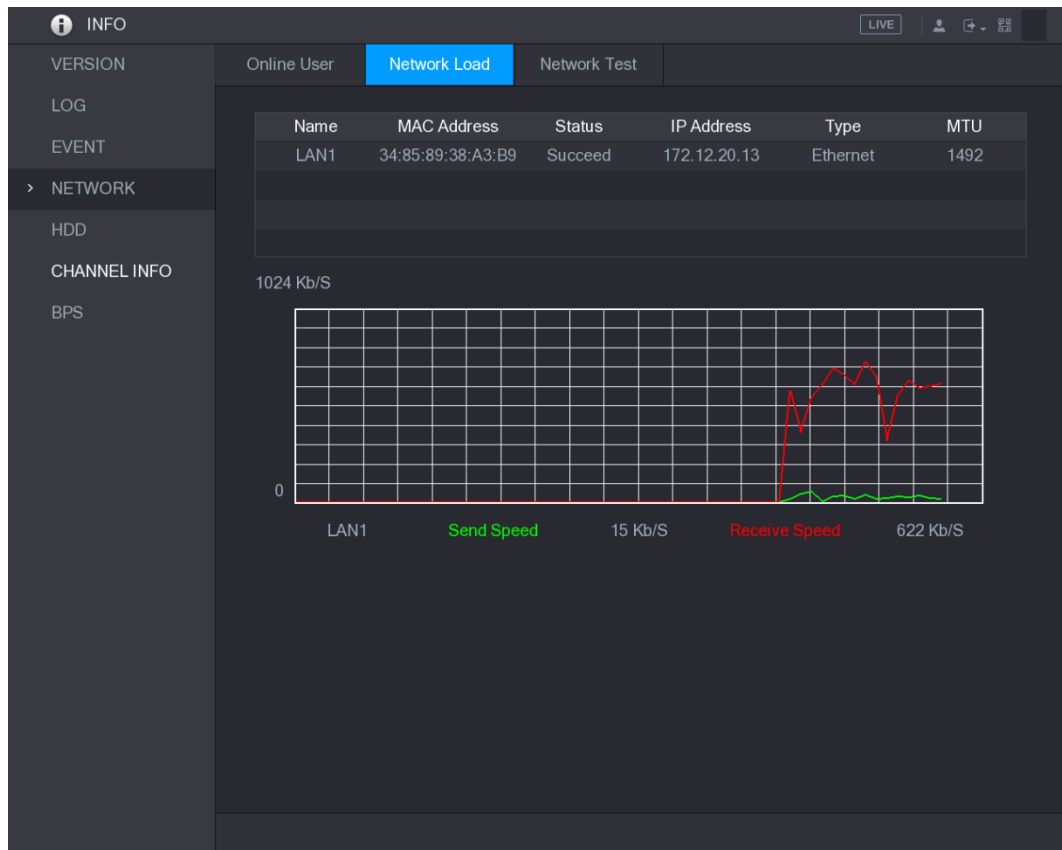 INFO LIVE
VERSION
LOG
EVENT
NETWORK
HDD
CHANNEL INFO
BPS
Online User Network Load Network Test
Name MAC Address Status IP Address Type MTU
LAN1 34:85:89:38:A3:B9 Succeed 172.12.20.13 Ethernet 1492
1024 Kb/S
0
LAN1 Send Speed 15 Kb/S Receive Speed 622 Kb/S